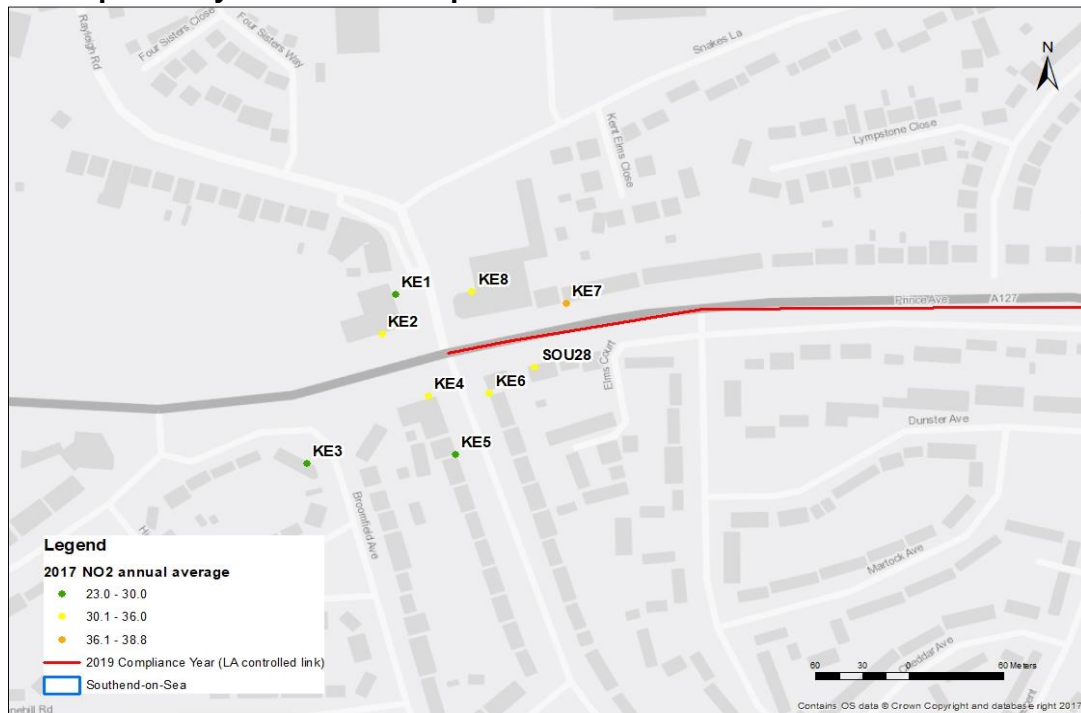 Rayleigh Rd
Four Sisters Close
Four Sisters Way
Snakes La
N
Kent Elms Close
Lympstone Close
KE1
KE8
KE7
KE2
Prince Ave
A127
SOU28
Elms Court
KE4
KE6
Dunster Ave
KE3
KE5
Broomfield Ave
Martock Ave
Legend
2017 NO2 annual average
23.0 - 30.0
30.1 - 36.0
36.1 - 38.8
2019 Compliance Year (LA controlled link)
Southend-on-Sea
60 30 0 60 Meters
Contains OS data © Crown Copyright and database right 2017